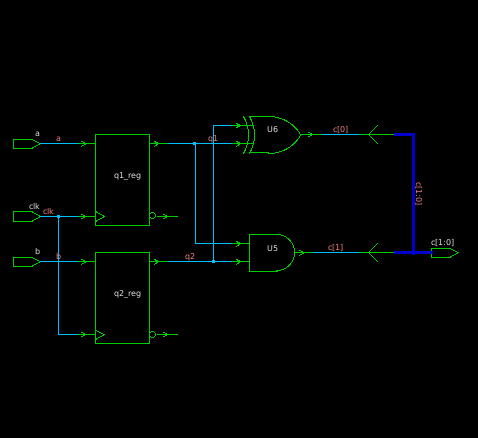 a
a
q1_reg
q1
U6
c[0]
clk
clk
c[1:0]
b
b
q2_reg
q2
U5
c[1]
c[1:0]